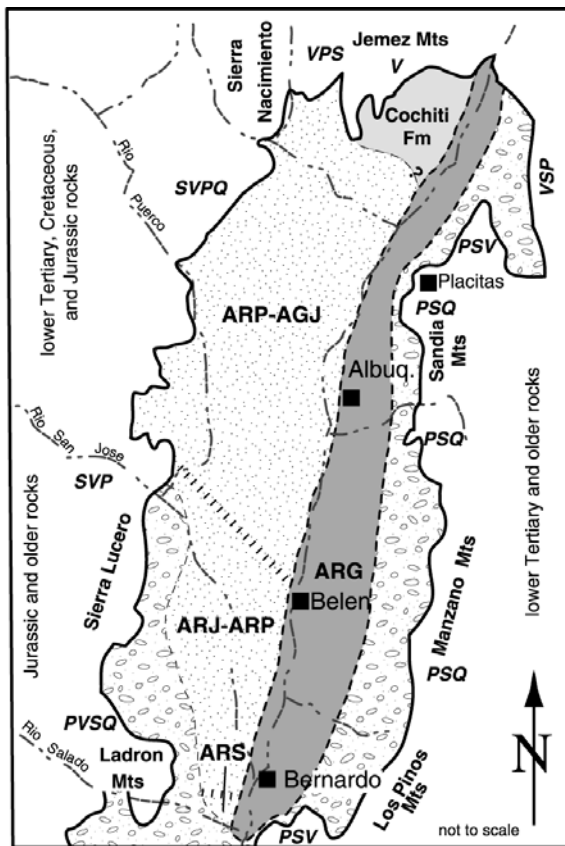 Jemez Mts
VPS
V
Sierra
Nacimiento
Cochiti
Fm
?
VSP
Rio
Puerco
SVPQ
lower Tertiary, Cretaceous,
and Jurassic rocks
PSV
Placitas
PSQ
Sandia
Mts
ARP-AGJ
Albuq.
PSQ
Rio San Jose
SVP
lower Tertiary and older rocks
Sierra Lucero
Jurassic and older rocks
ARG
Belen
Manzano Mts
ARJ-ARP
PSQ
PVSQ
Rio Salado
Ladron
Mts
ARS
Bernardo
Los Pinos
Mts
PSV
N
not to scale